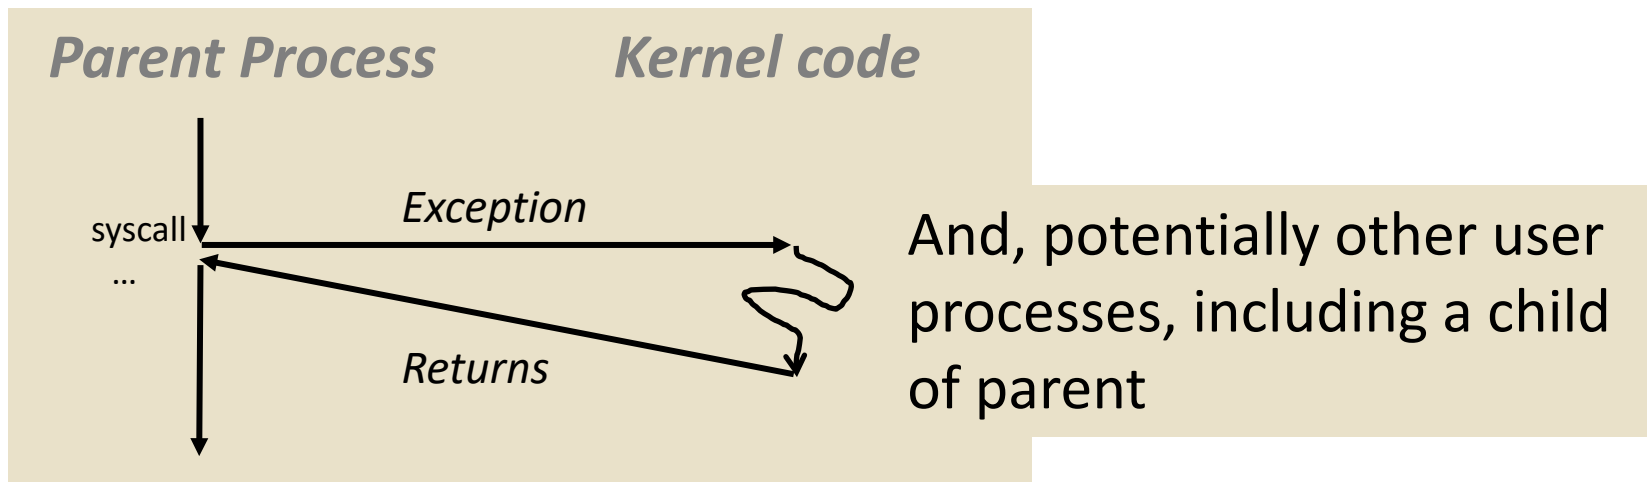 Parent Process
Kernel code
Exception
syscall
...
Returns
And, potentially other user
processes, including a child
of parent